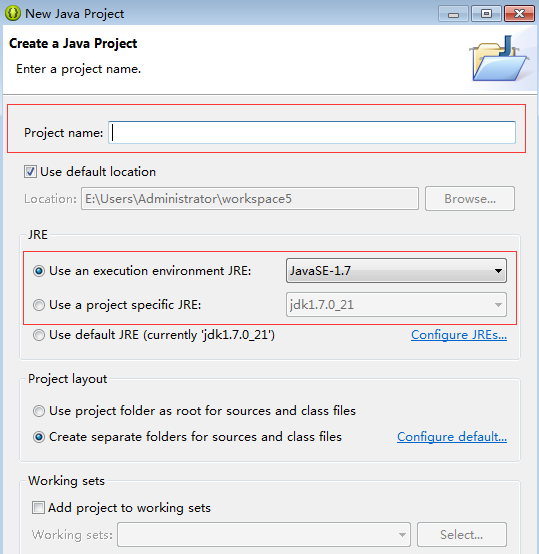 New Java Project
Create a Java Project
Enter a project name.
Project name:
Use default location
Location: E:\Users\Administrator\workspace5 Browse...
JRE
Use an execution environment JRE: JavaSE-1.7
Use a project specific JRE: jdk1.7.0_21
Use default JRE (currently 'jdk1.7.0_21') Configure JREs...
Project layout
Use project folder as root for sources and class files
Create separate folders for sources and class files Configure default...
Working sets
Add project to working sets
Working sets: Select...